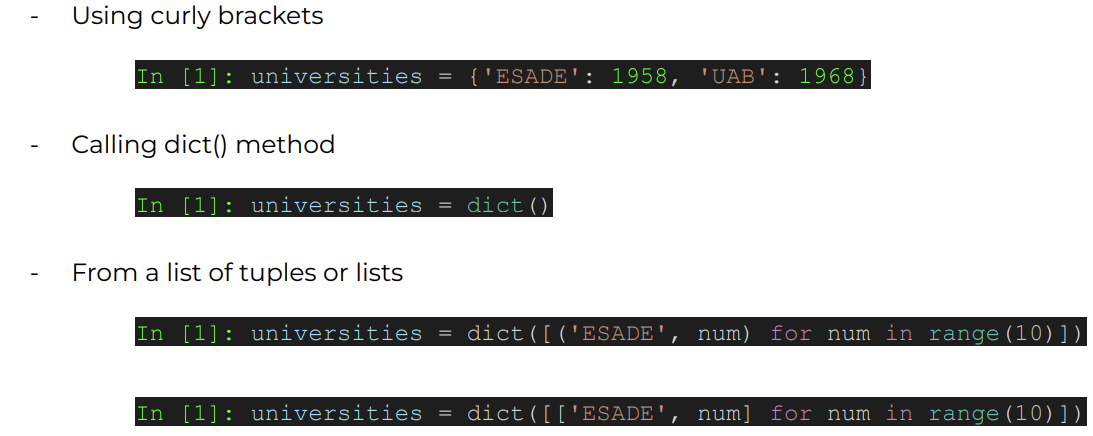 - Using curly brackets
In [1]: universities = {'ESADE': 1958, 'UAB': 1968}
- Calling dict() method
In [1]: universities = dict()
- From a list of tuples or lists
In [1]: universities = dict([('ESADE', num) for num in range(10)])
In [1]: universities = dict([['ESADE', num] for num in range(10)])